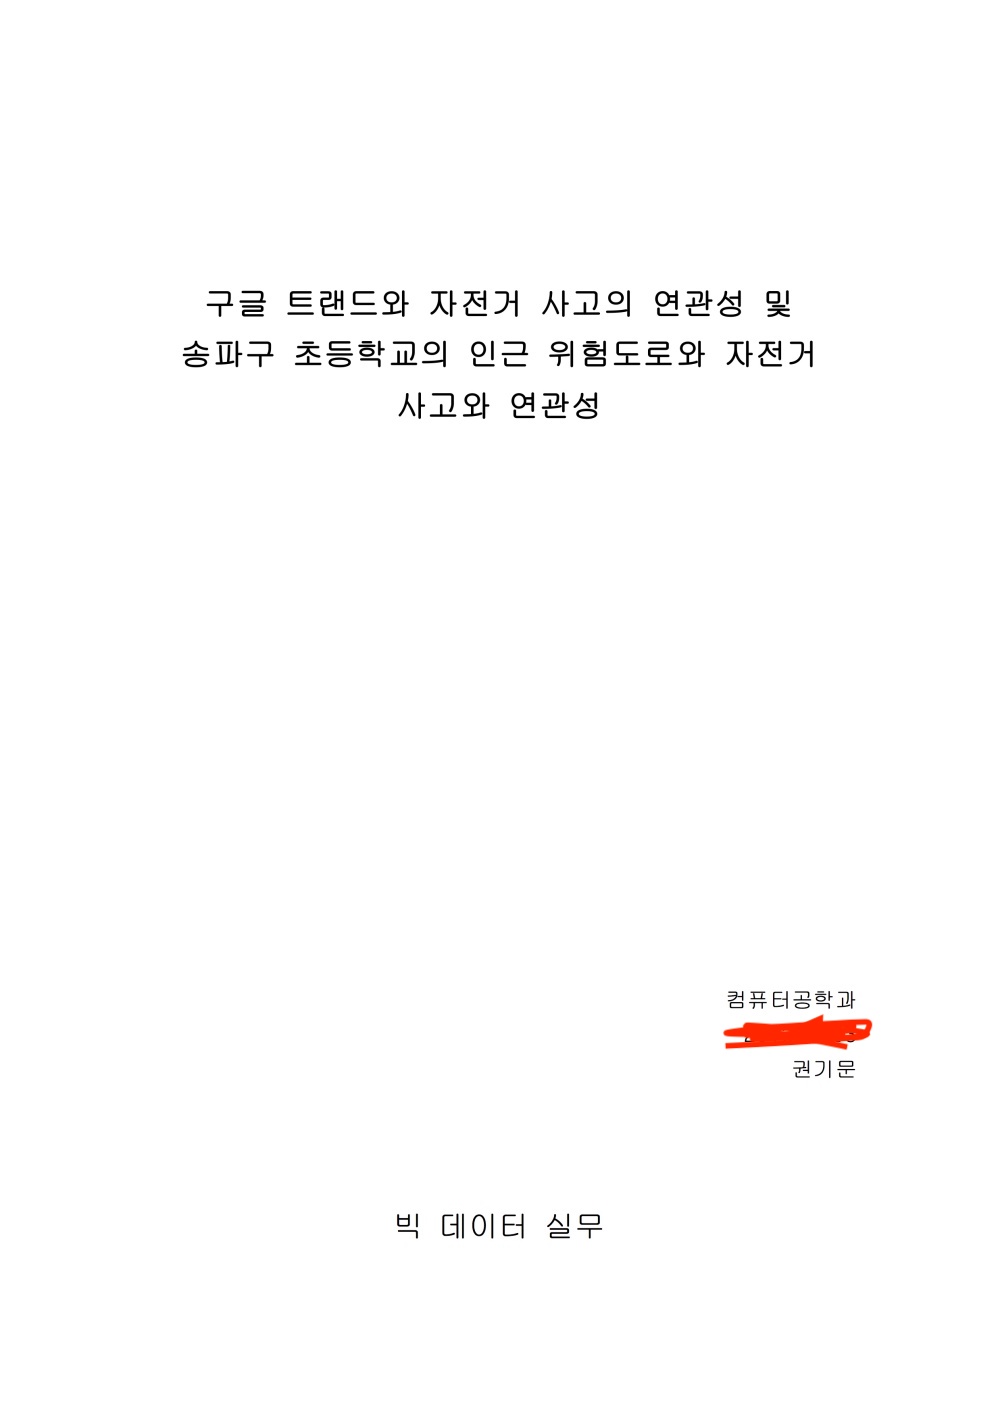 구글 트랜드와 자전거 사고의 연관성 및
송파구 초등학교의 인근 위험도로와 자전거
사고와 연관성
컴퓨터공학과
권기문
빅 데이터 실무